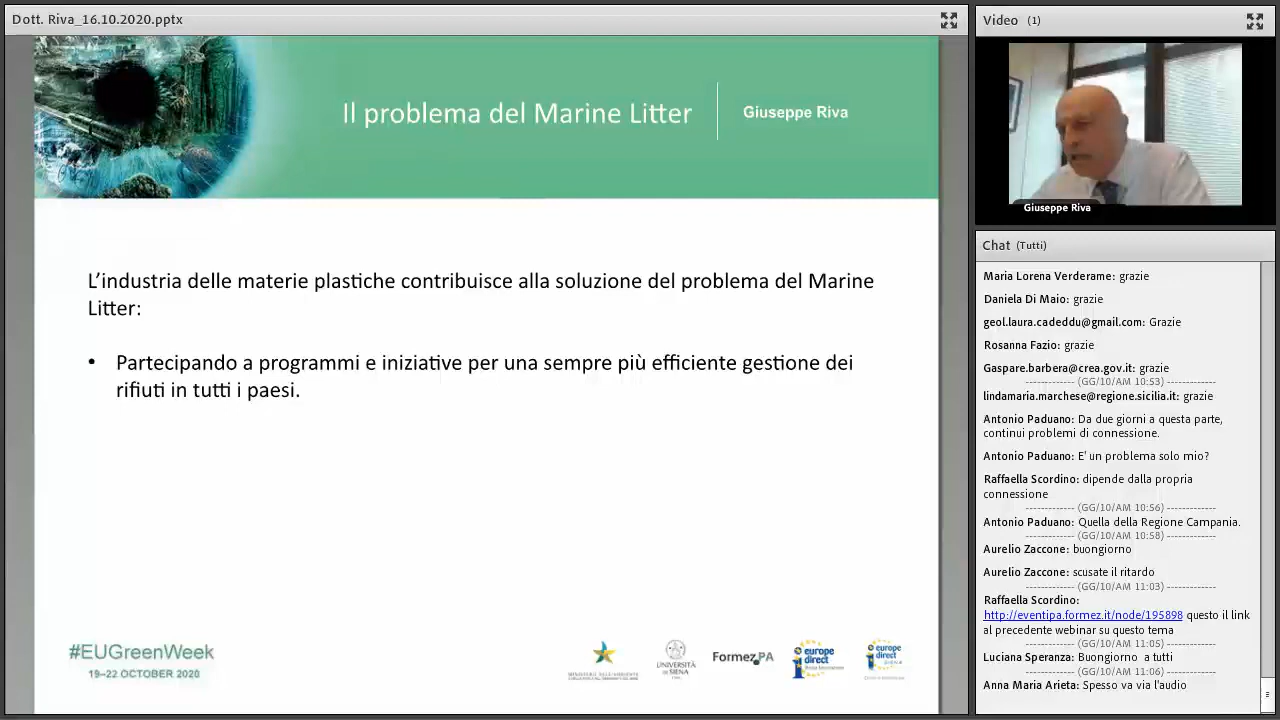 Dott. Riva_16.10.2020.pptx
Il problema del Marine Litter
Giuseppe Riva
L'industria delle materie plastiche contribuisce alla soluzione del problema del Marine
Litter:
• Partecipando a programmi e iniziative per una sempre più efficiente gestione dei
rifiuti in tutti i paesi.
#EUGreenWeek
19–22 OCTOBER 2020
UNIVERSITÀ
DI SIENA
Formez.PA
europe
direct
europe
direct
Video (1)
Giuseppe Riva
Chat (Tutti)
Maria Lorena Verderame: grazie
Daniela Di Maio: grazie
geol.laura.cadeddu@gmail.com: Grazie
Rosanna Fazio: grazie
Gaspare.barbera@crea.gov.it: grazie
------------ (GG/10/AM 10:53) ------------
lindamaria.marchese@regione.sicilia.it: grazie
Antonio Paduano: Da due giorni a questa parte,
continui problemi di connessione.
Antonio Paduano: E' un problema solo mio?
Raffaella Scordino: dipende dalla propria
connessione
------------ (GG/10/AM 10:56) ------------
Antonio Paduano: Quella della Regione Campania.
------------ (GG/10/AM 10:58) ------------
Aurelio Zaccone: buongiorno
Aurelio Zaccone: scusate il ritardo
------------ (GG/10/AM 11:03) ------------
Raffaella Scordino:
http://eventipa.formez.it/node/195898 questo il link
al precedente webinar su questo tema
------------ (GG/10/AM 11:05) ------------
Luciana Speranza: Buongiorno a tutti
------------ (GG/10/AM 11:06) ------------
Anna Maria Arieta: Spesso va via l'audio